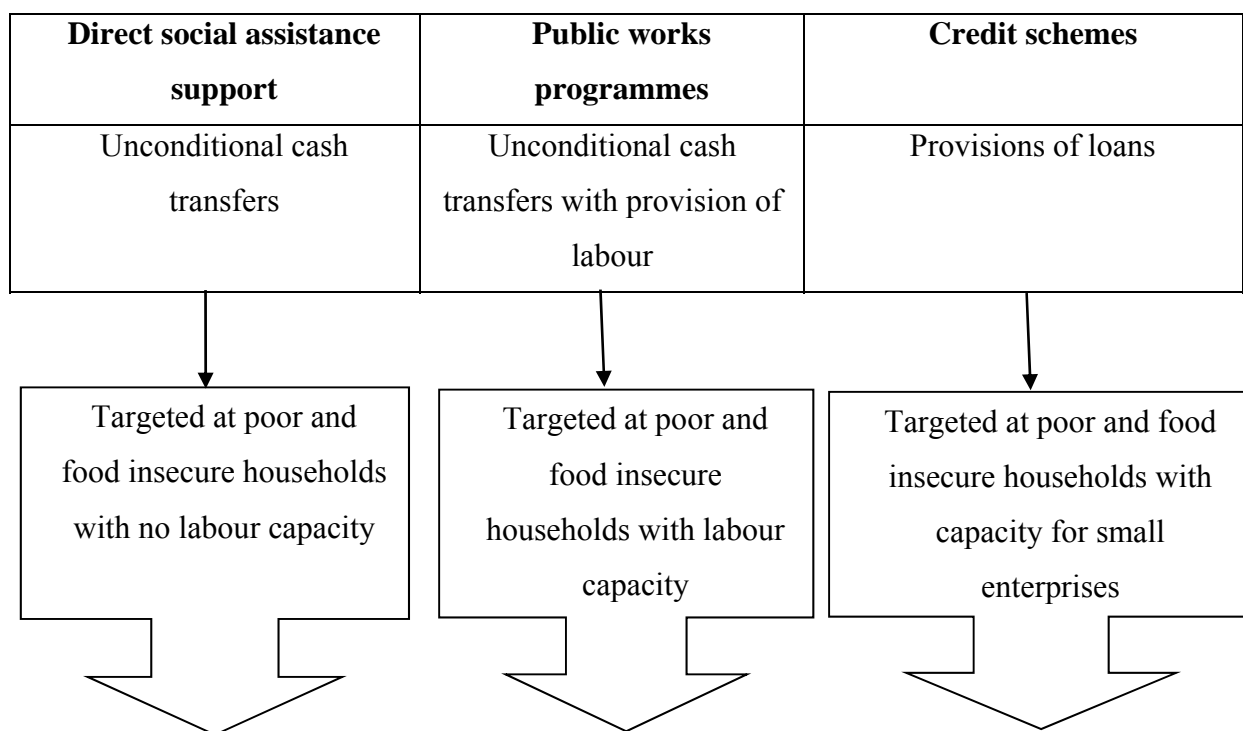 Direct social assistance
support
Public works
programmes
Credit schemes
Unconditional cash
transfers
Unconditional cash
transfers with provision of
labour
Provisions of loans
Targeted at poor and
food insecure households
with no labour capacity
Targeted at poor and
food insecure
households with labour
capacity
Targeted at poor and food
insecure households with
capacity for small
enterprises